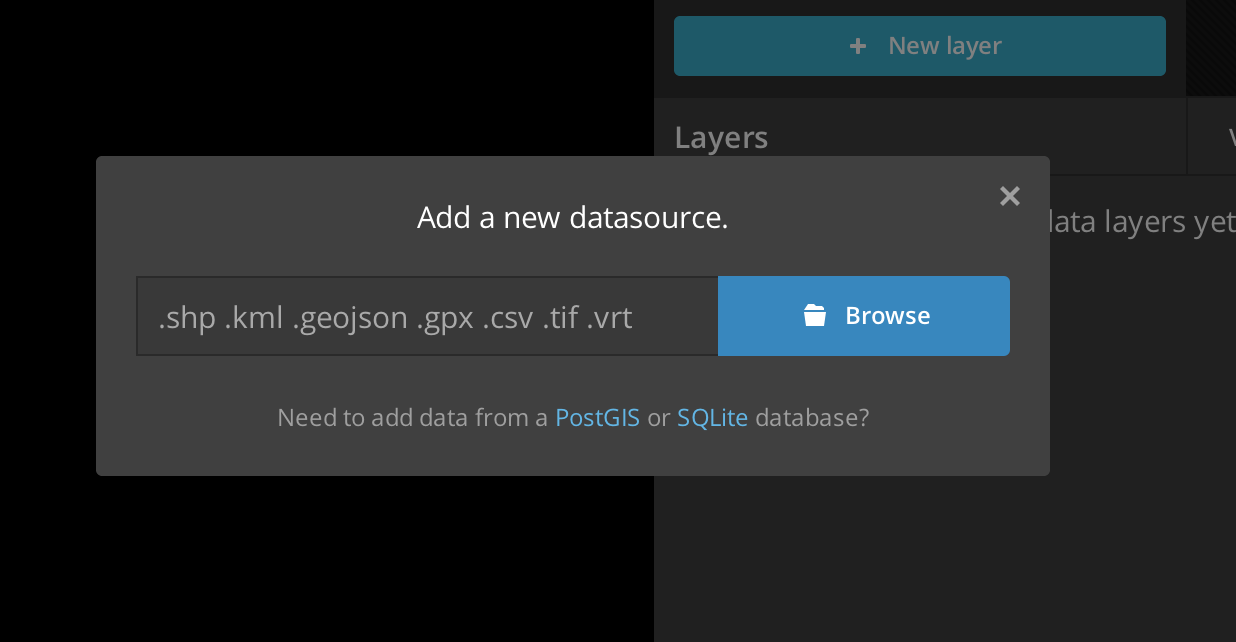 + New layer
Layers
Add a new datasource.
layers yet
.shp .kml .geojson .gpx .csv .tif .vrt
Browse
Need to add data from a PostGIS or SQLite database?